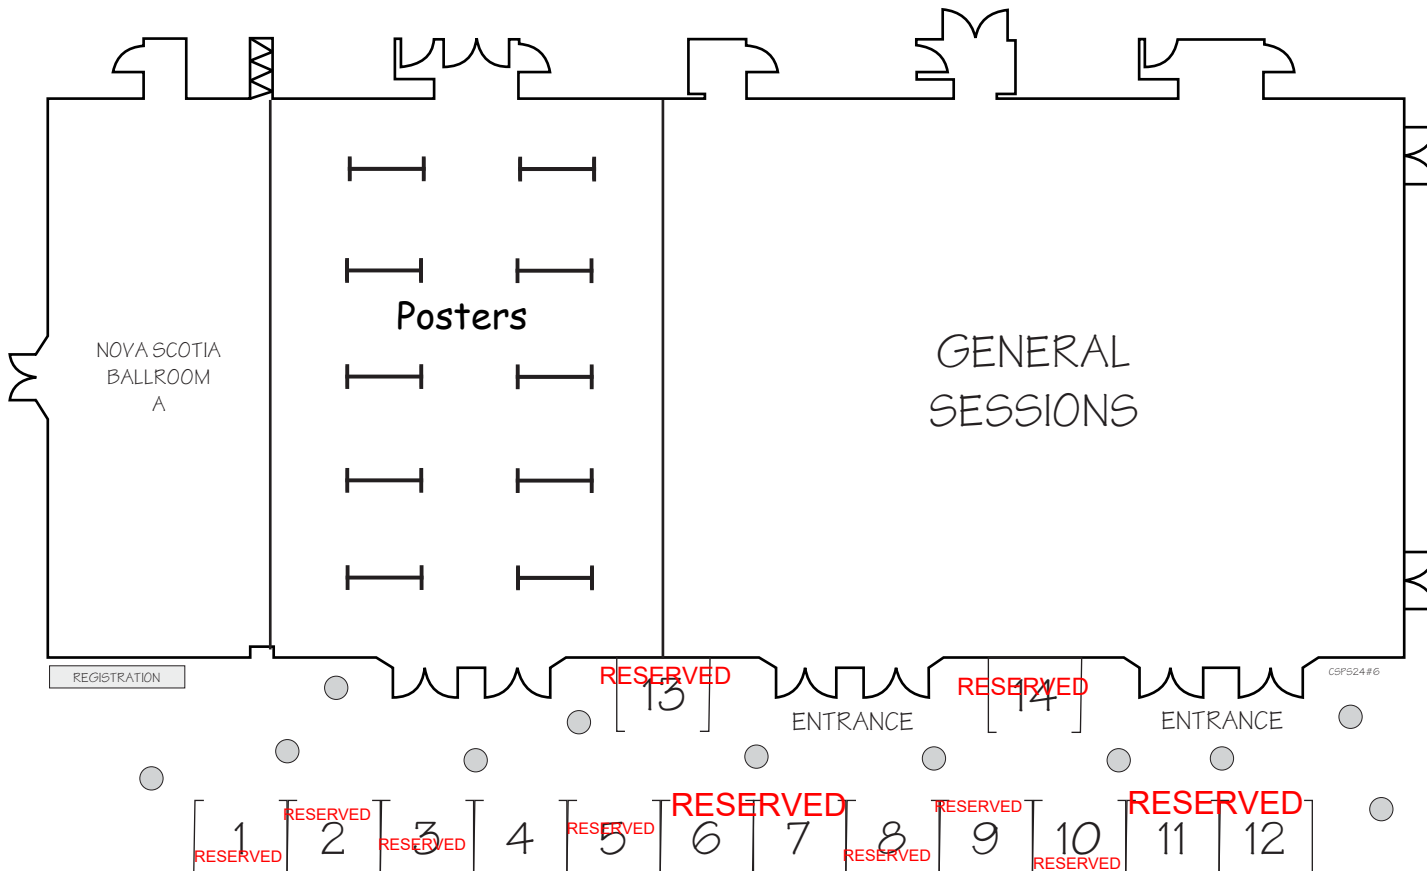 Posters
NOVA SCOTIA
BALLROOM
A
GENERAL
SESSIONS
REGISTRATION
RESERVED
13
RESERVED
14
CSPS24#6
ENTRANCE
ENTRANCE
RESERVED
RESERVED
RESERVED
RESERVED
RESERVED
RESERVED
1 2 3 4 5 6 7 8 9 10 11 12
RESERVED
RESERVED
RESERVED